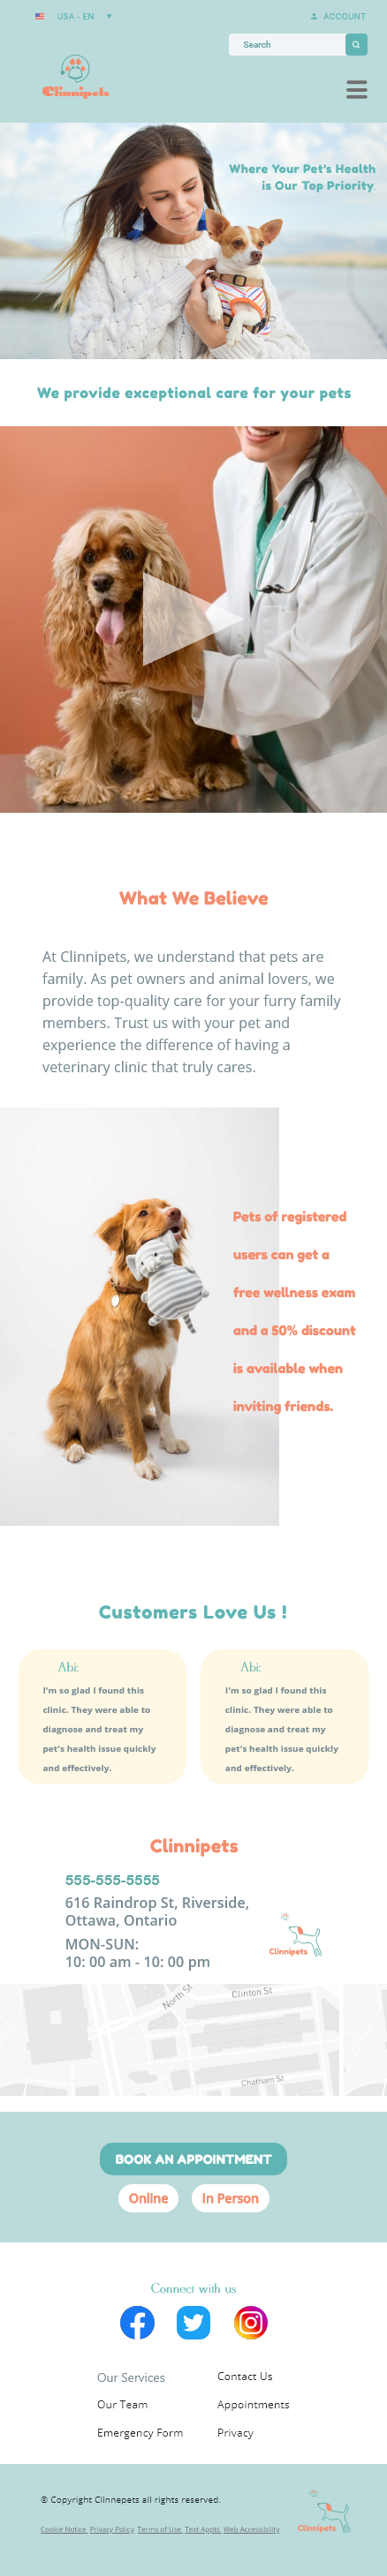 USA - EN
ACCOUNT
Search
Clinnipets
Where Your Pet's Health
is Our Top Priority.
We provide exceptional care for your pets
What We Believe
At Clinnipets, we understand that pets are
family. As pet owners and animal lovers, we
provide top-quality care for your furry family
members. Trust us with your pet and
experience the difference of having a
veterinary clinic that truly cares.
Pets of registered
users can get a
free wellness exam
and a 50% discount
is available when
inviting friends.
Customers Love Us !
Abi:
I'm so glad I found this
clinic. They were able to
diagnose and treat my
pet's health issue quickly
and effectively.
Abi:
I'm so glad I found this
clinic. They were able to
diagnose and treat my
pet's health issue quickly
and effectively.
Clinnipets
555-555-5555
616 Raindrop St, Riverside,
Ottawa, Ontario
MON-SUN:
10: 00 am - 10: 00 pm
Clinnipets
North St
Clinton St
Chatham St
BOOK AN APPOINTMENT
Online
In Person
Connect with us
Our Services
Contact Us
Our Team
Appointments
Emergency Form
Privacy
© Copyright Clinnepets all rights reserved.
Cookie Notice Privacy Policy Terms of Use Text Appts Web Accessibility
Clinnipets